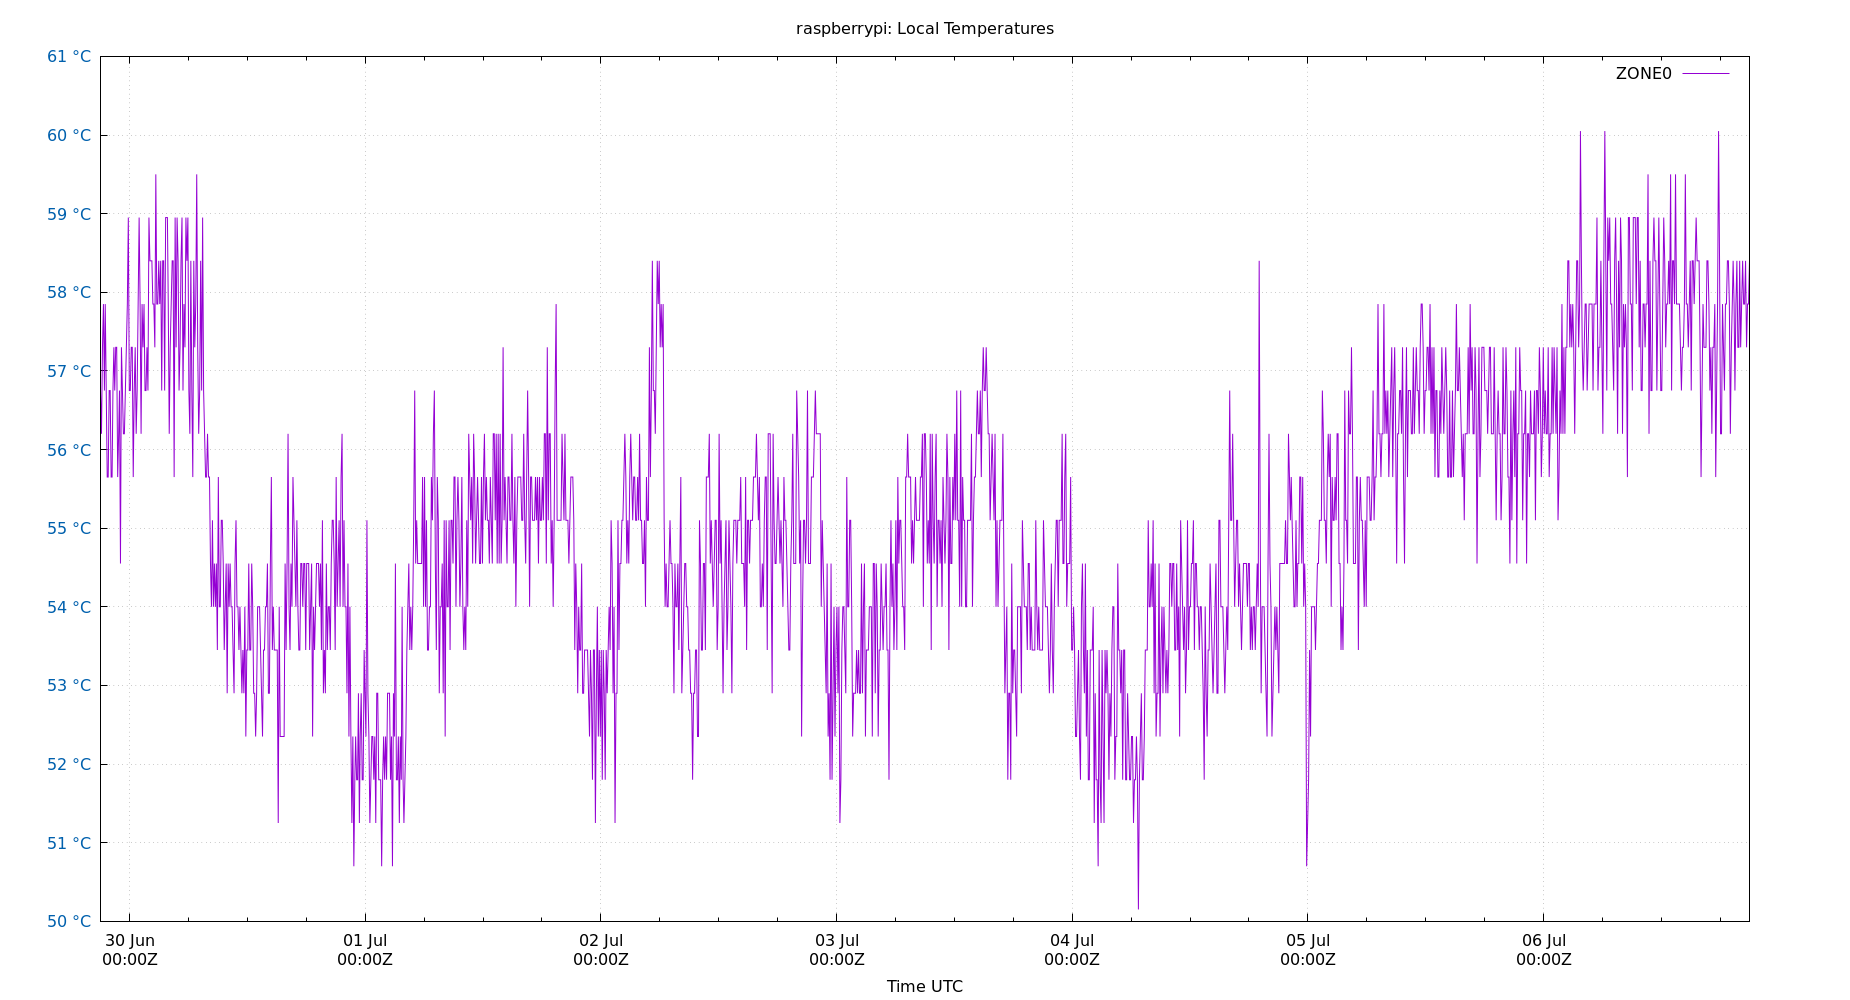 raspberrypi: Local Temperatures
61 °C
ZONE0
60 °C
59 °C
58 °C
57 °C
56 °C
55 °C
54 °C
53 °C
52 °C
51 °C
50 °C
30 Jun 01 Jul 02 Jul 03 Jul 04 Jul 05 Jul 06 Jul
00:00Z 00:00Z 00:00Z 00:00Z 00:00Z 00:00Z 00:00Z
Time UTC